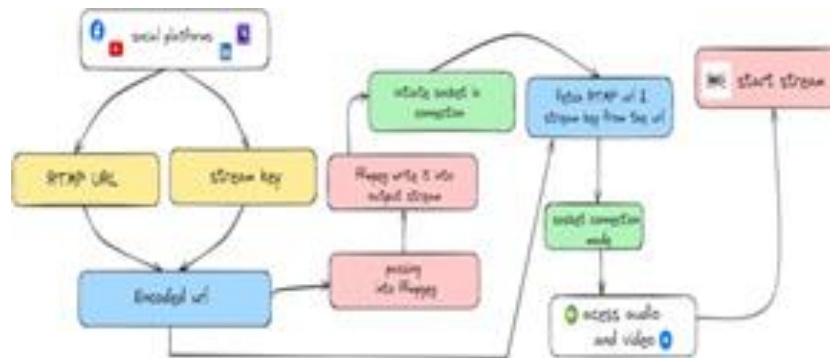 social platforms
RTMP URL
stream key
Encoded url
passing
into ffmpeg
ffmpeg write it into
output stream
initiate socket io
connection
Fetch RTMP url &
stream key from the url
socket connection
made
acess audio
and video
start stream